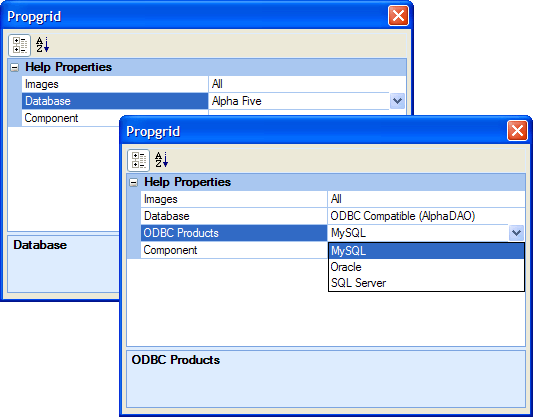 Propgrid
Help Properties
Images All
Database Alpha Five
Component
Database
Propgrid
Help Properties
Images All
Database ODBC Compatible (AlphaDAO)
ODBC Products MySQL
Component
MySQL
Oracle
SQL Server
ODBC Products